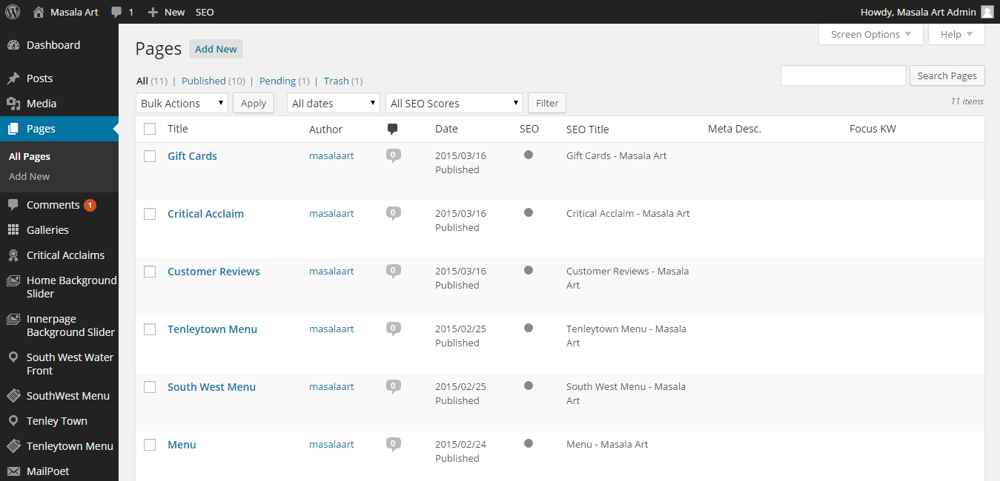 Masala Art 1 New SEO Howdy, Masala Art Admin
Screen Options Help
Dashboard
Posts
Media
Pages
All Pages
Add New
Comments 1
Galleries
Critical Acclaims
Home Background
Slider
Innerpage
Background Slider
South West Water
Front
SouthWest Menu
Tenley Town
Tenleytown Menu
MailPoet
Pages Add New
All (11) | Published (10) | Pending (1) | Trash (1)
Search Pages
Bulk Actions Apply All dates All SEO Scores Filter
11 items
Title Author Date SEO SEO Title Meta Desc. Focus KW
Gift Cards masalaart 0 2015/03/16 Gift Cards - Masala Art
Published
Critical Acclaim masalaart 0 2015/03/16 Critical Acclaim - Masala Art
Published
Customer Reviews masalaart 0 2015/03/16 Customer Reviews - Masala
Published Art
Tenleytown Menu masalaart 0 2015/02/25 Tenleytown Menu - Masala
Published Art
South West Menu masalaart 0 2015/02/25 South West Menu - Masala
Published Art
Menu masalaart 0 2015/02/24 Menu - Masala Art
Published